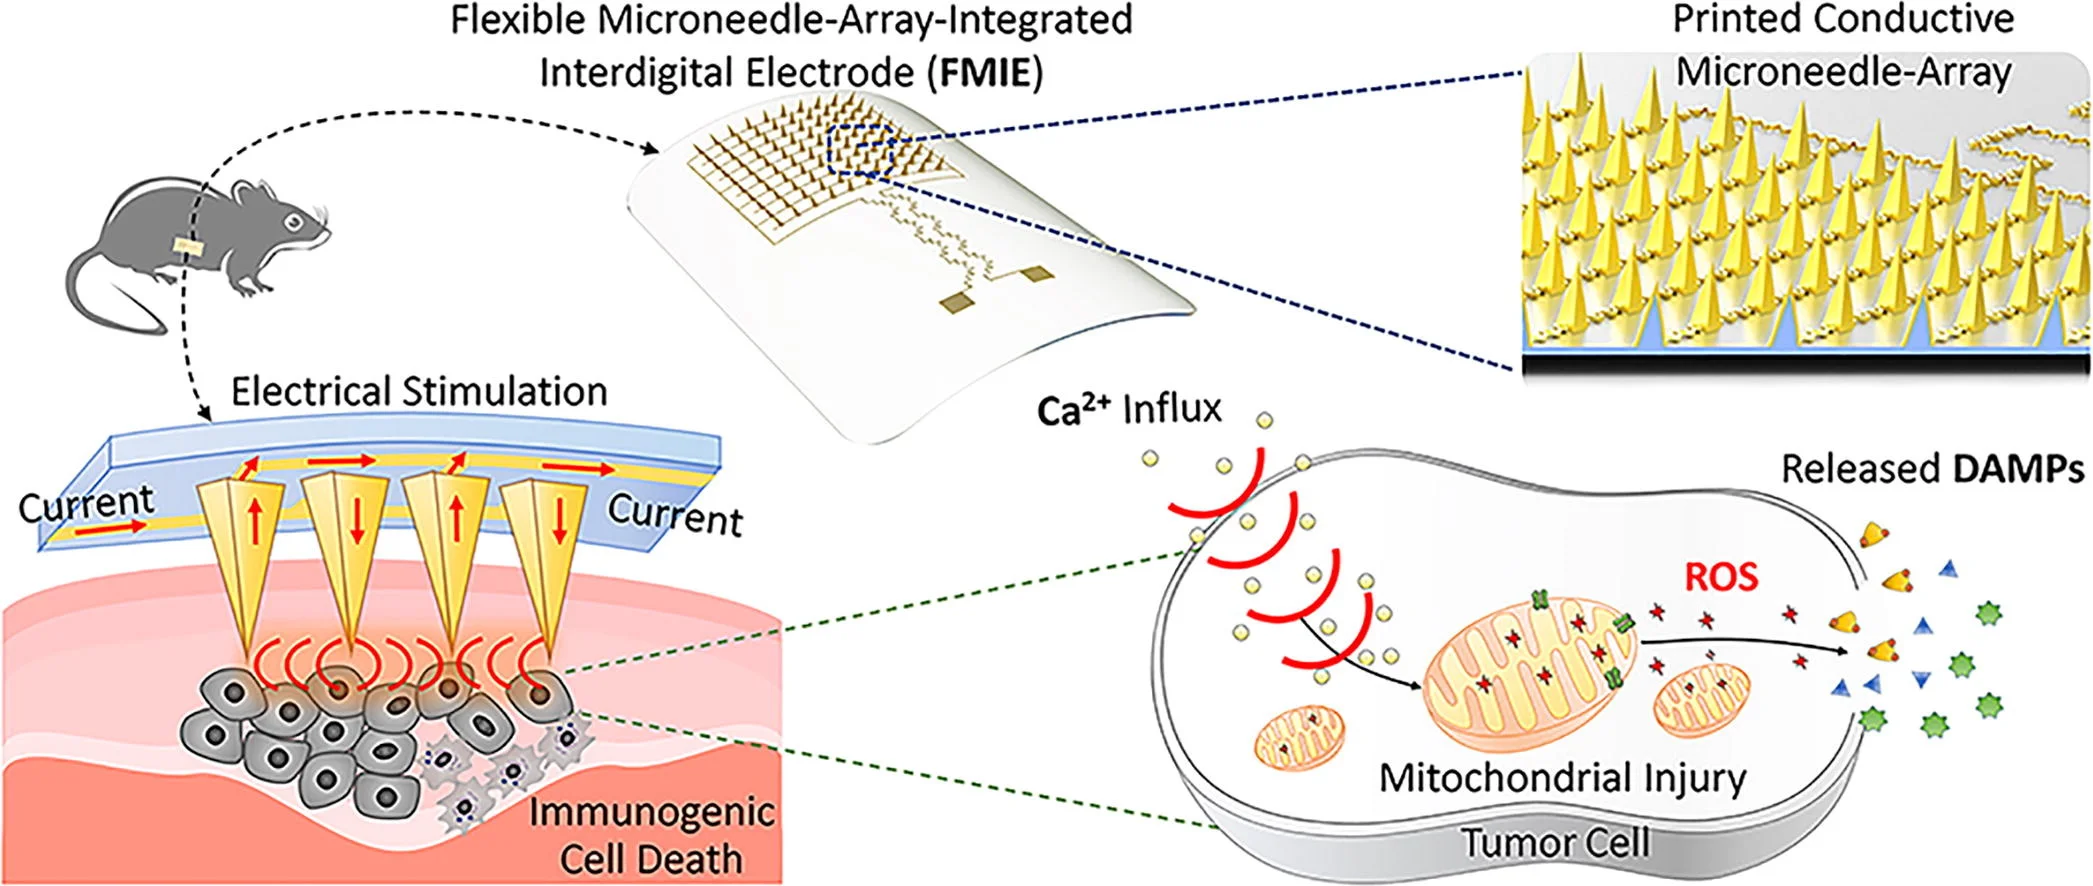 Flexible Microneedle-Array-Integrated
Interdigital Electrode (FMIE)
Printed Conductive
Microneedle-Array
Electrical Stimulation
Current
Current
Immunogenic
Cell Death
Ca²⁺ Influx
Released DAMPs
ROS
Mitochondrial Injury
Tumor Cell